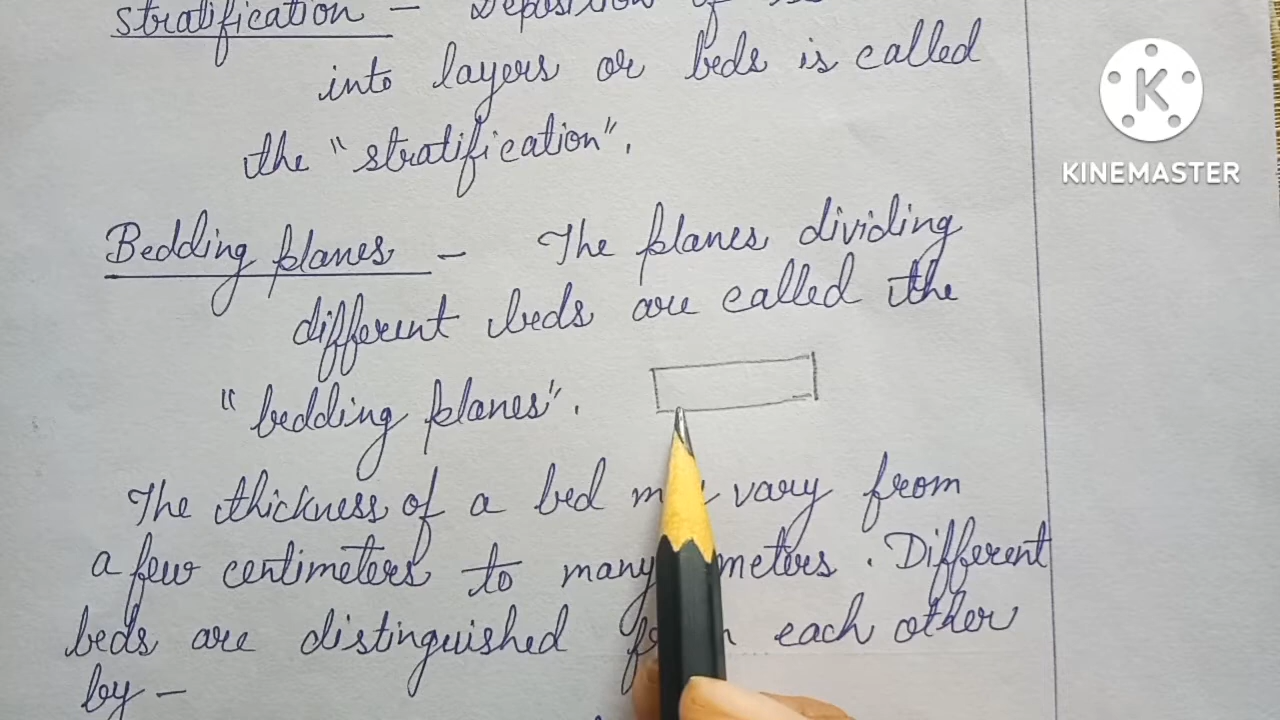 stratification - Deposition of
into layers or beds is called
the "stratification".
KINEMASTER
Bedding planes - The planes dividing
different beds are called the
"bedding planes".
The thickness of a bed vary from
a few centimeters to many meters. Different
beds are distinguished each other
by -